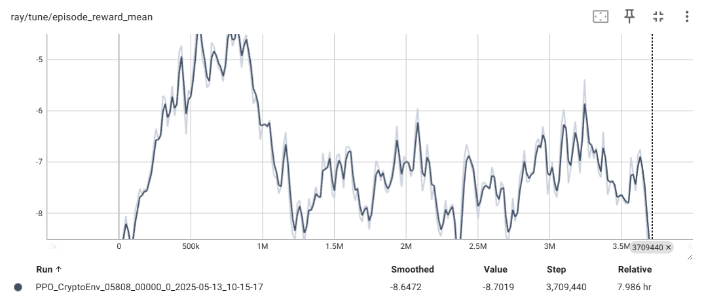 ray/tune/episode_reward_mean
-5
-6
-7
-8
0 500k 1M 1.5M 2M 2.5M 3M 3.5M 3709440 ×
Run ↑ Smoothed Value Step Relative
PPO_CryptoEnv_05808_00000_0_2025-05-13_10-15-17 -8.6472 -8.7019 3,709,440 7.986 hr